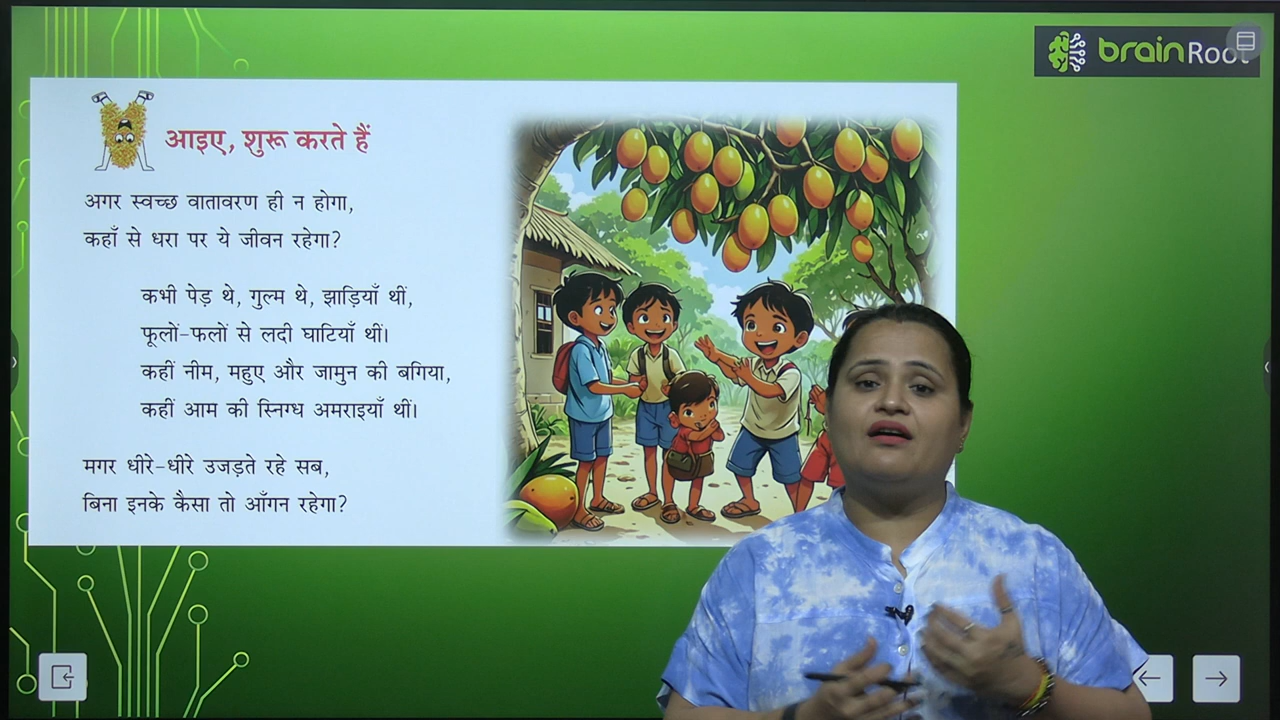 brainRoot
आइए, शुरू करते हैं
अगर स्वच्छ वातावरण ही न होगा,
कहाँ से धरा पर ये जीवन रहेगा?
कभी पेड़ थे, गुल्म थे, झाड़ियाँ थीं,
फूलों-फलों से लदी घाटियाँ थीं।
कहीं नीम, महुए और जामुन की बगिया,
कहीं आम की स्निग्ध अमराइयाँ थीं।
मगर धीरे-धीरे उजड़ते रहे सब,
बिना इनके कैसा तो आँगन रहेगा?